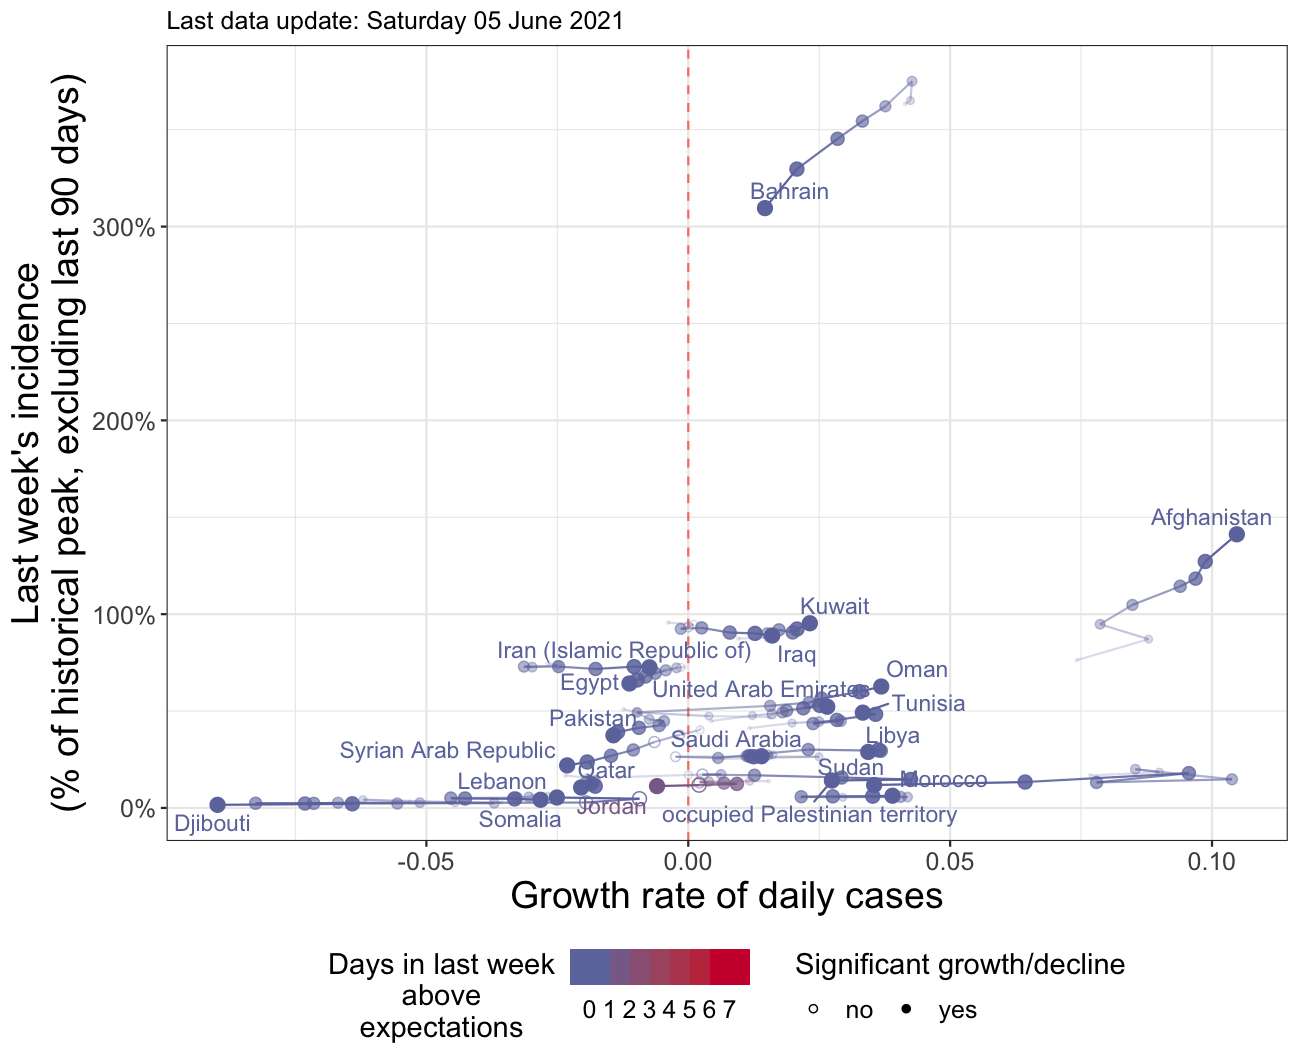 Last data update: Saturday 05 June 2021
Last week's incidence
(% of historical peak, excluding last 90 days)
300%
200%
100%
0%
Bahrain
Afghanistan
Kuwait
Iraq
Iran (Islamic Republic of)
Egypt
United Arab Emirates
Oman
Tunisia
Pakistan
Libya
Saudi Arabia
Syrian Arab Republic
Qatar
Sudan
Lebanon
Morocco
Jordan
Djibouti
Somalia
occupied Palestinian territory
-0.05
0.00
0.05
0.10
Growth rate of daily cases
Days in last week
above
expectations
0 1 2 3 4 5 6 7
Significant growth/decline
no
yes